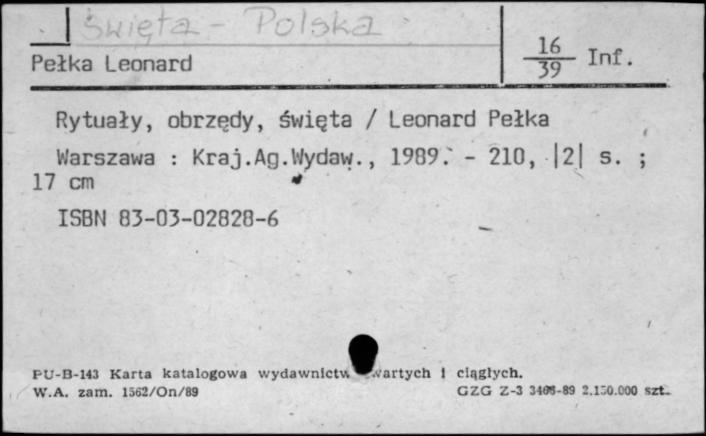 Święta - Polska
Pełka Leonard
16
39 Inf.
Rytuały, obrzędy, święta / Leonard Pełka
Warszawa : Kraj.Ag.Wydaw., 1989. - 210, |2| s. ;
17 cm
ISBN 83-03-02828-6
PU-B-143 Karta katalogowa wydawnictw zwartych i ciągłych.
W.A. zam. 1562/On/89 GZG Z-3 3408-89 2.150.000 szt.